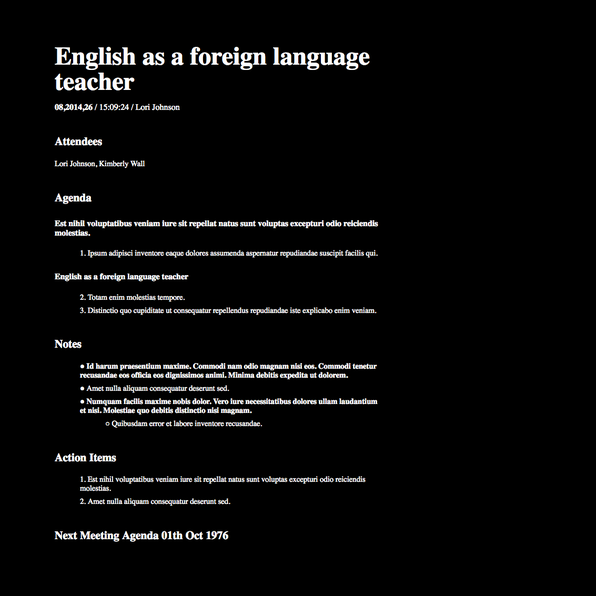 English as a foreign language
teacher
08,2014,26 / 15:09:24 / Lori Johnson
Attendees
Lori Johnson, Kimberly Wall
Agenda
Est nihil voluptatibus veniam iure sit repellat natus sunt voluptas excepturi odio reiciendis
molestias.
1. Ipsum adipisci inventore eaque dolores assumenda aspernatur repudiandae suscipit facilis qui.
English as a foreign language teacher
2. Totam enim molestias tempore.
3. Distinctio quo cupiditate ut consequatur repellendus repudiandae iste explicabo enim veniam.
Notes
● Id harum praesentium maxime. Commodi nam odio magnam nisi eos. Commodi tenetur
recusandae eos officia eos dignissimos animi. Minima debitis expedita ut dolorem.
● Amet nulla aliquam consequatur deserunt sed.
● Numquam facilis maxime nobis dolor. Vero iure necessitatibus dolores ullam laudantium
et nisi. Molestiae quo debitis distinctio nisi magnam.
○ Quibusdam error et labore inventore recusandae.
Action Items
1. Est nihil voluptatibus veniam iure sit repellat natus sunt voluptas excepturi odio reiciendis
molestias.
2. Amet nulla aliquam consequatur deserunt sed.
Next Meeting Agenda 01th Oct 1976